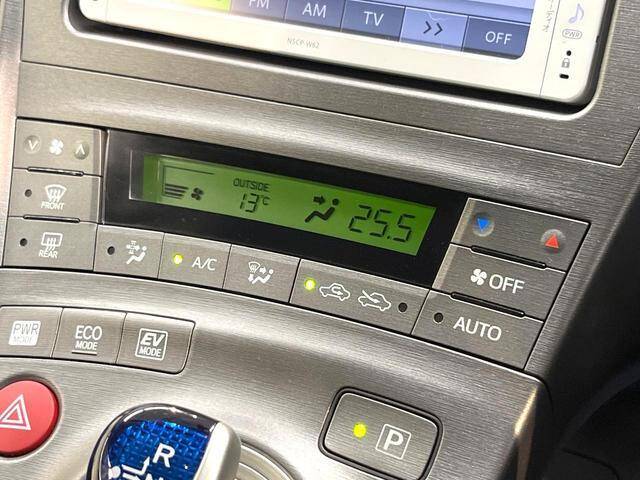 FM AM TV >> OFF
NSCP-W62
PWR
OUTSIDE
13°C 25.5
FRONT
REAR
A/C
OFF
AUTO
PWR MODE
ECO MODE
EV MODE
P
R
N